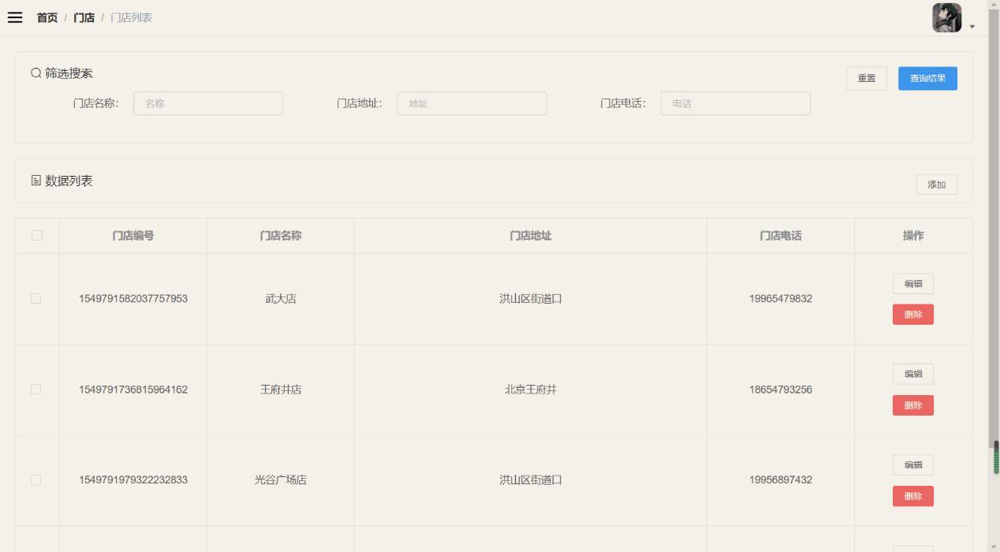 首页 / 门店 / 门店列表
筛选搜索
重置 查询结果
门店名称： 名称 门店地址： 地址 门店电话： 电话
数据列表
添加
门店编号 门店名称 门店地址 门店电话 操作
1549791582037757953 武大店 洪山区街道口 19965479832 编辑
删除
1549791736815964162 王府井店 北京王府井 18654793256 编辑
删除
1549791979322232833 光谷广场店 洪山区街道口 19956897432 编辑
删除